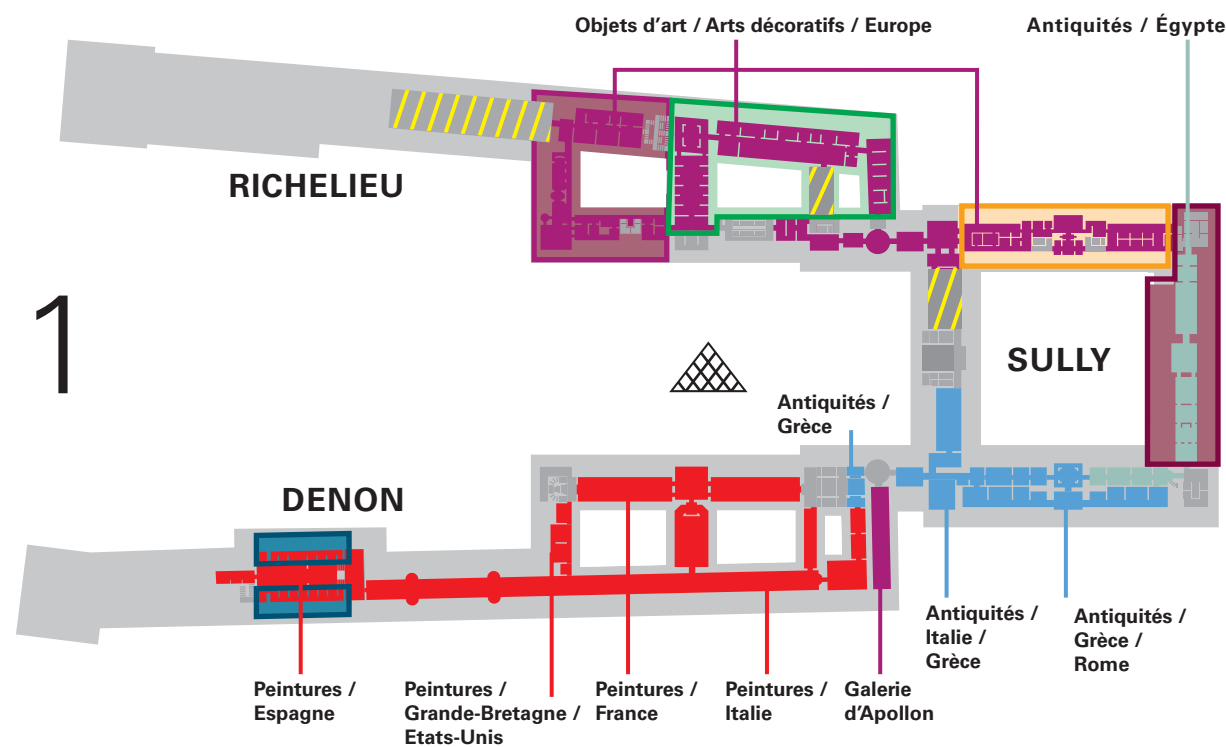 Objets d'art / Arts décoratifs / Europe
Antiquités / Égypte
RICHELIEU
1
SULLY
Antiquités /
Grèce
DENON
Antiquités /
Italie /
Grèce
Antiquités /
Grèce /
Rome
Peintures /
Espagne
Peintures /
Grande-Bretagne /
Etats-Unis
Peintures /
France
Peintures /
Italie
Galerie
d'Apollon